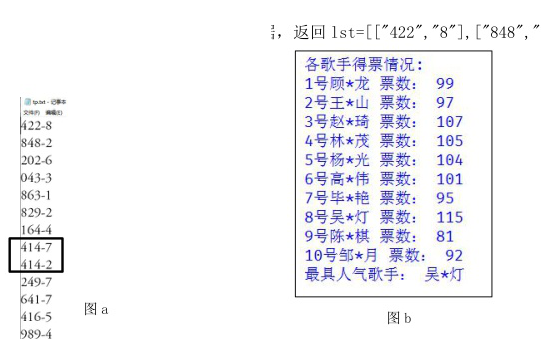 ，返回 lst=[["422","8"],["848","
tp.txt - 记事本
文件(F) 编辑(E)
422-8
848-2
202-6
043-3
863-1
829-2
164-4
414-7
414-2
249-7
641-7
416-5
989-4
图 a
各歌手得票情况：
1号顾*龙 票数： 99
2号王*山 票数： 97
3号赵*琦 票数： 107
4号林*茂 票数： 105
5号杨*光 票数： 104
6号高*伟 票数： 101
7号毕*艳 票数： 95
8号吴*灯 票数： 115
9号陈*棋 票数： 81
10号邹*月 票数： 92
最具人气歌手： 吴*灯
图 b